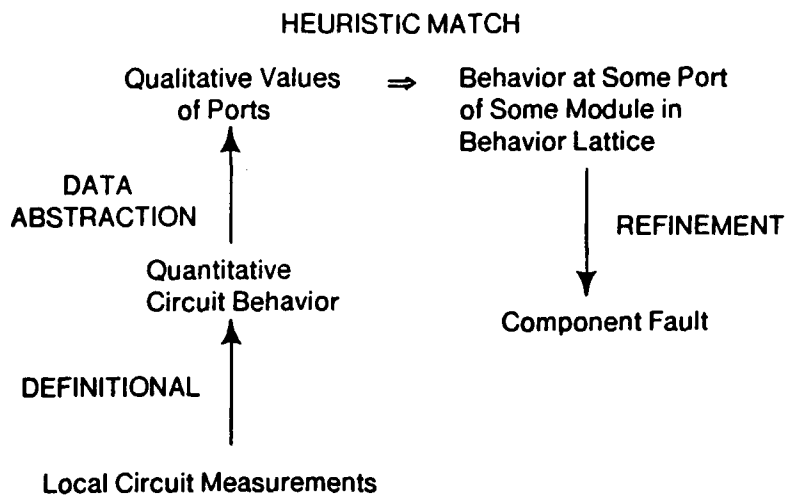 HEURISTIC MATCH
Qualitative Values
of Ports
⇒
Behavior at Some Port
of Some Module in
Behavior Lattice
DATA
ABSTRACTION
REFINEMENT
Quantitative
Circuit Behavior
Component Fault
DEFINITIONAL
Local Circuit Measurements